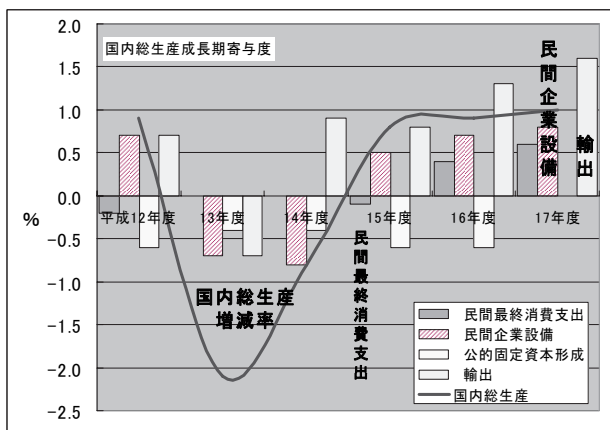 国内総生産成長期寄与度
2.0
1.5
1.0
0.5
0.0
-0.5
-1.0
-1.5
-2.0
-2.5
%
平成12年度 13年度 14年度 15年度 16年度 17年度
国内総生産
増減率
民間最終消費支出
民間企業設備
輸出
民間最終消費支出
民間企業設備
公的固定資本形成
輸出
国内総生産